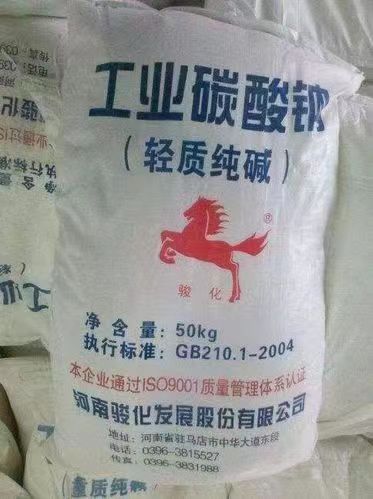 工业碳酸钠
（轻质纯碱）
骏化
净含量：50kg
执行标准：GB210.1-2004
本企业通过ISO9001质量管理体系认证
河南骏化发展股份有限公司
地址：河南省驻马店市中华大道东段
电话：0396-3815527
传真：0396-3831988